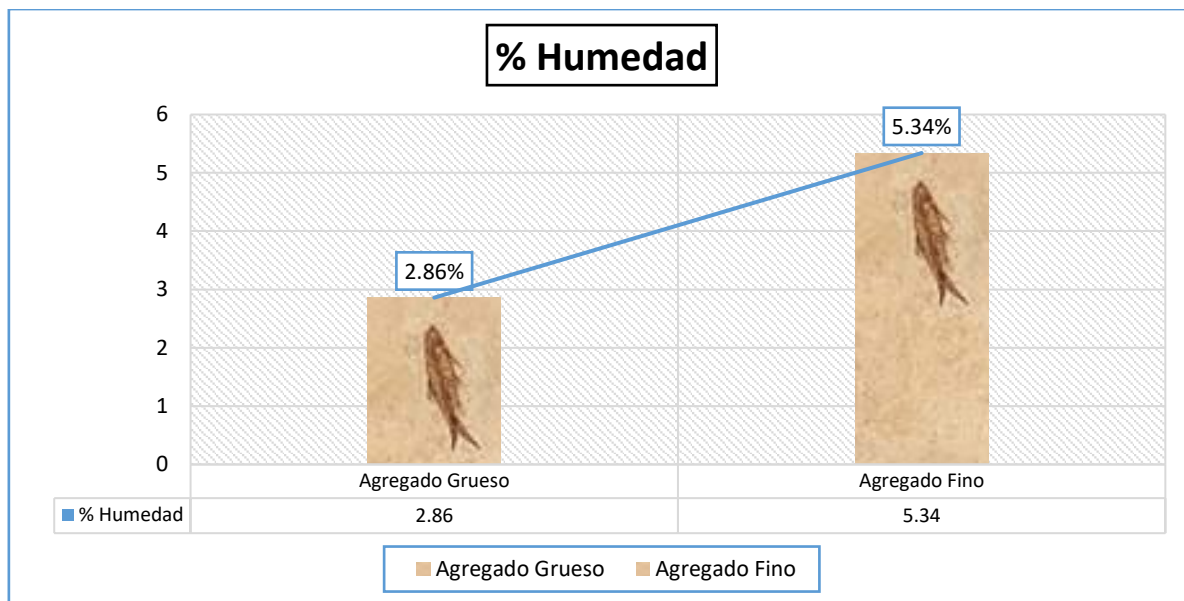 % Humedad
6
5
4
3
2
1
0
2.86%
5.34%
Agregado Grueso Agregado Fino
% Humedad 2.86 5.34
Agregado Grueso Agregado Fino